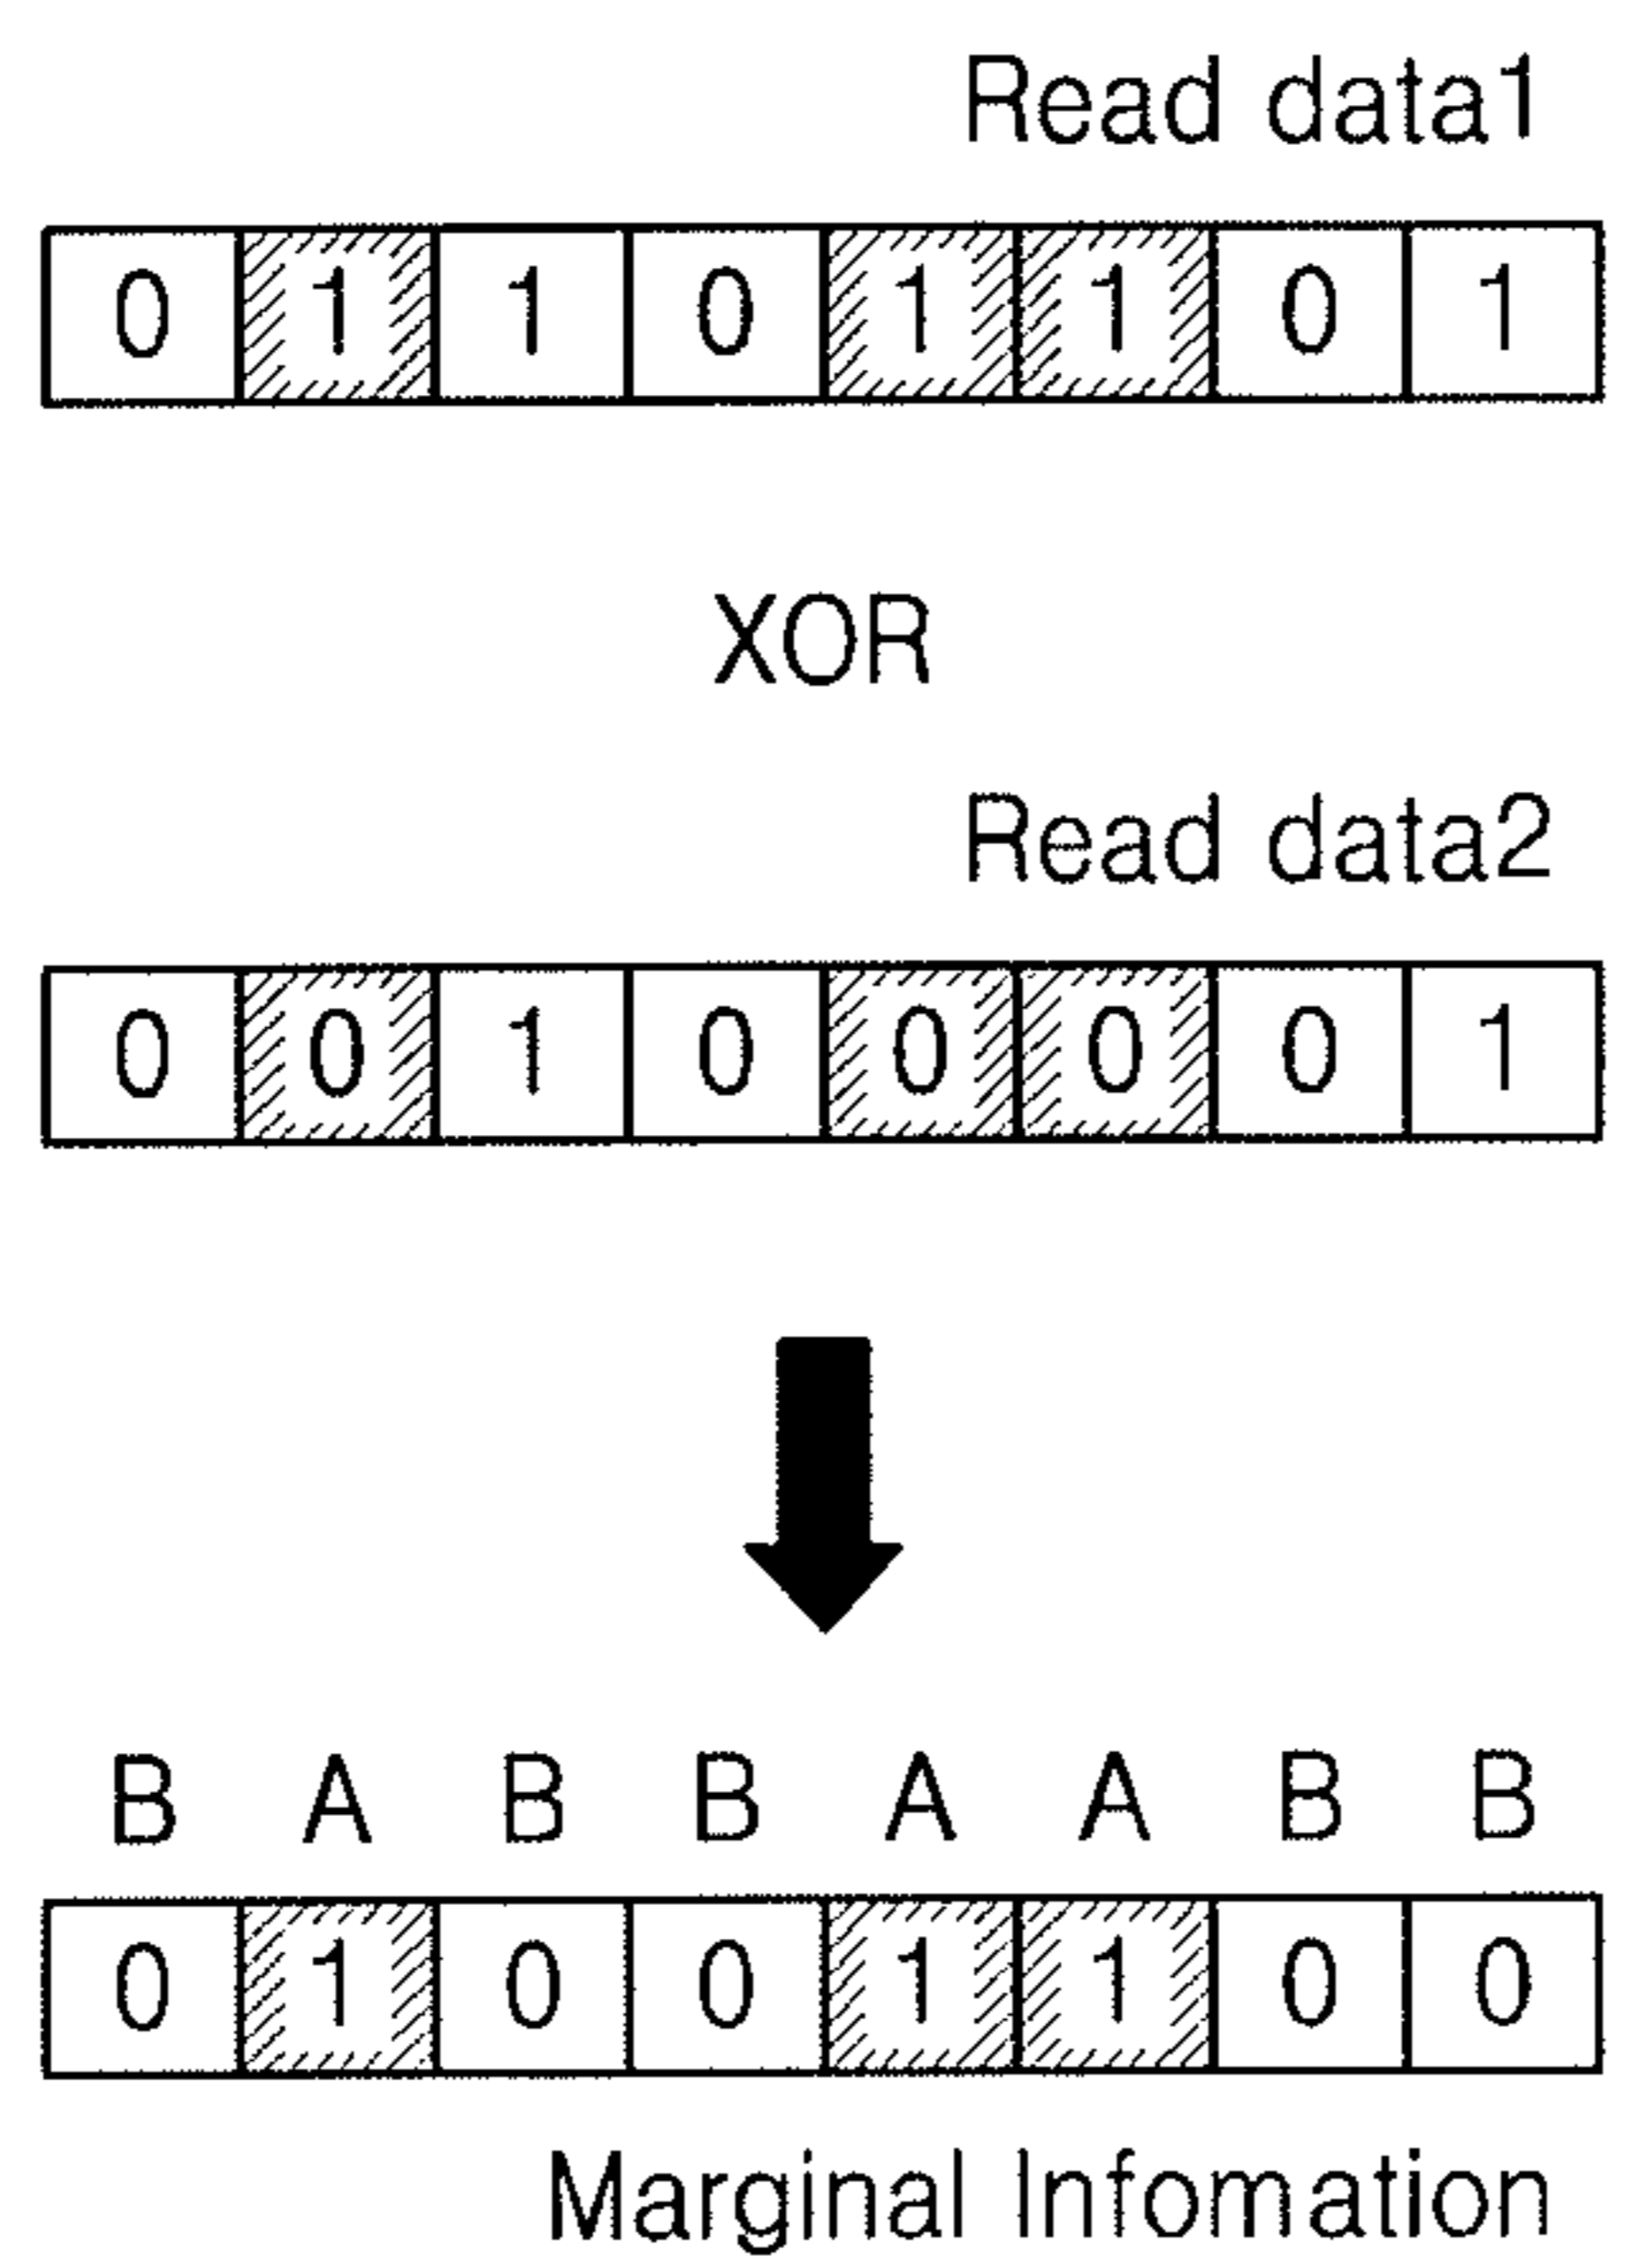 Read data1
0 1 1 0 1 1 0 1
XOR
Read data2
0 0 1 0 0 0 0 1
B A B B A A B B
0 1 0 0 1 1 0 0
Marginal Infomation